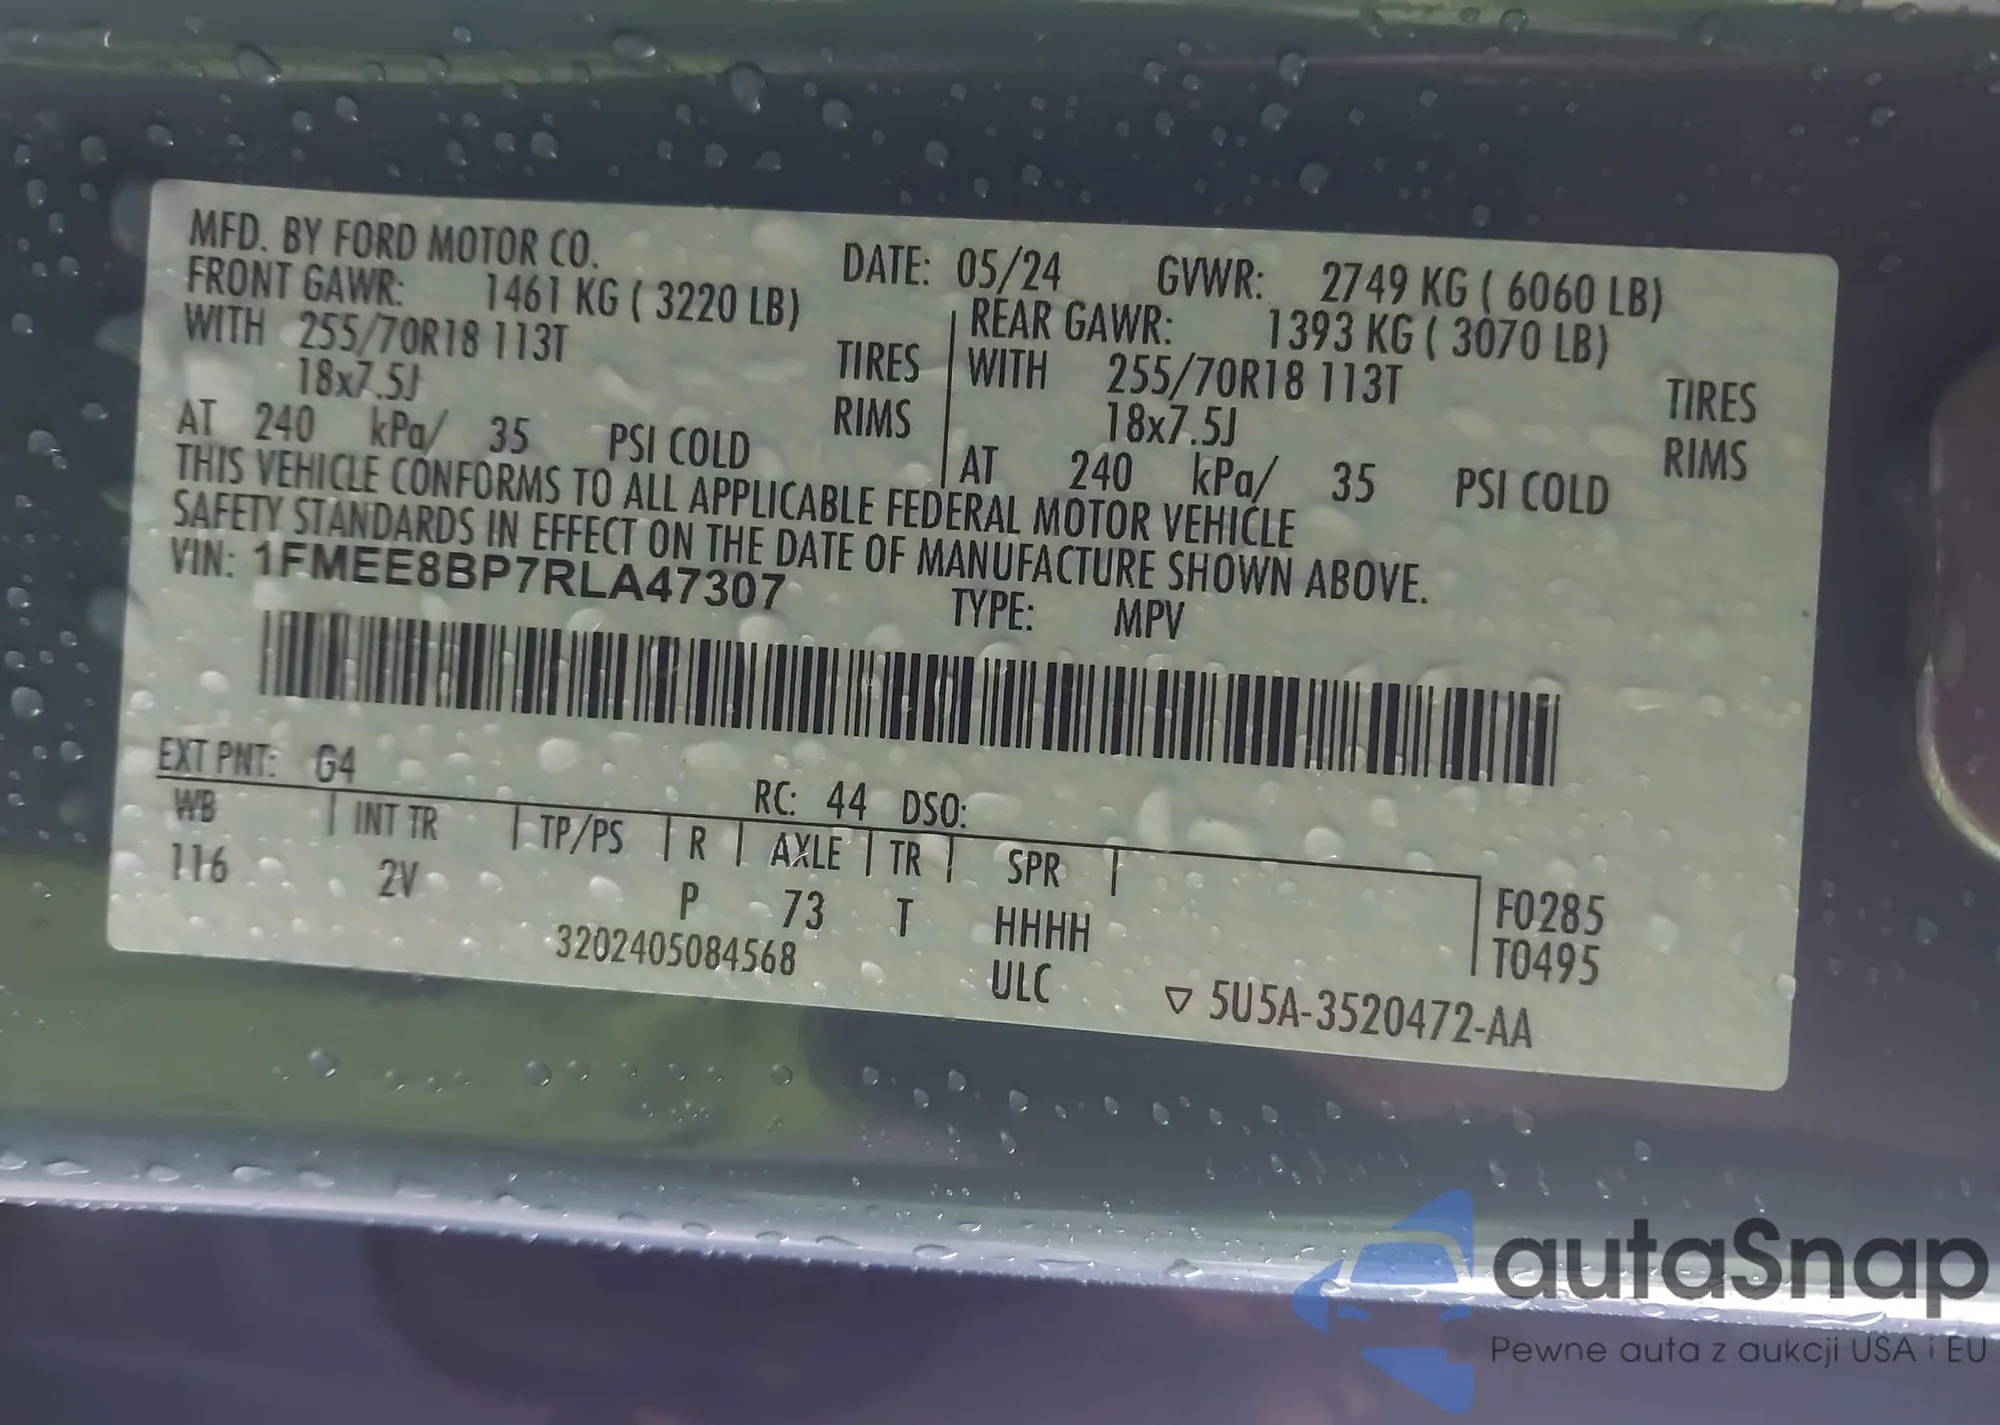 MFD. BY FORD MOTOR CO. DATE: 05/24 GVWR: 2749 KG ( 6060 LB)
FRONT GAWR: 1461 KG ( 3220 LB) REAR GAWR: 1393 KG ( 3070 LB)
WITH 255/70R18 113T TIRES WITH 255/70R18 113T TIRES
18x7.5J RIMS 18x7.5J RIMS
AT 240 kPa/ 35 PSI COLD AT 240 kPa/ 35 PSI COLD
THIS VEHICLE CONFORMS TO ALL APPLICABLE FEDERAL MOTOR VEHICLE
SAFETY STANDARDS IN EFFECT ON THE DATE OF MANUFACTURE SHOWN ABOVE.
VIN: 1FMEE8BP7RLA47307 TYPE: MPV
EXT PNT: G4 RC: 44 DSO:
WB INT TR TP/PS R AXLE TR SPR
116 2V P 73 T HHHH F0285
3202405084568 ULC T0495
▽ 5U5A-3520472-AA
autaSnap
Pewne auta z aukcji USA i EU